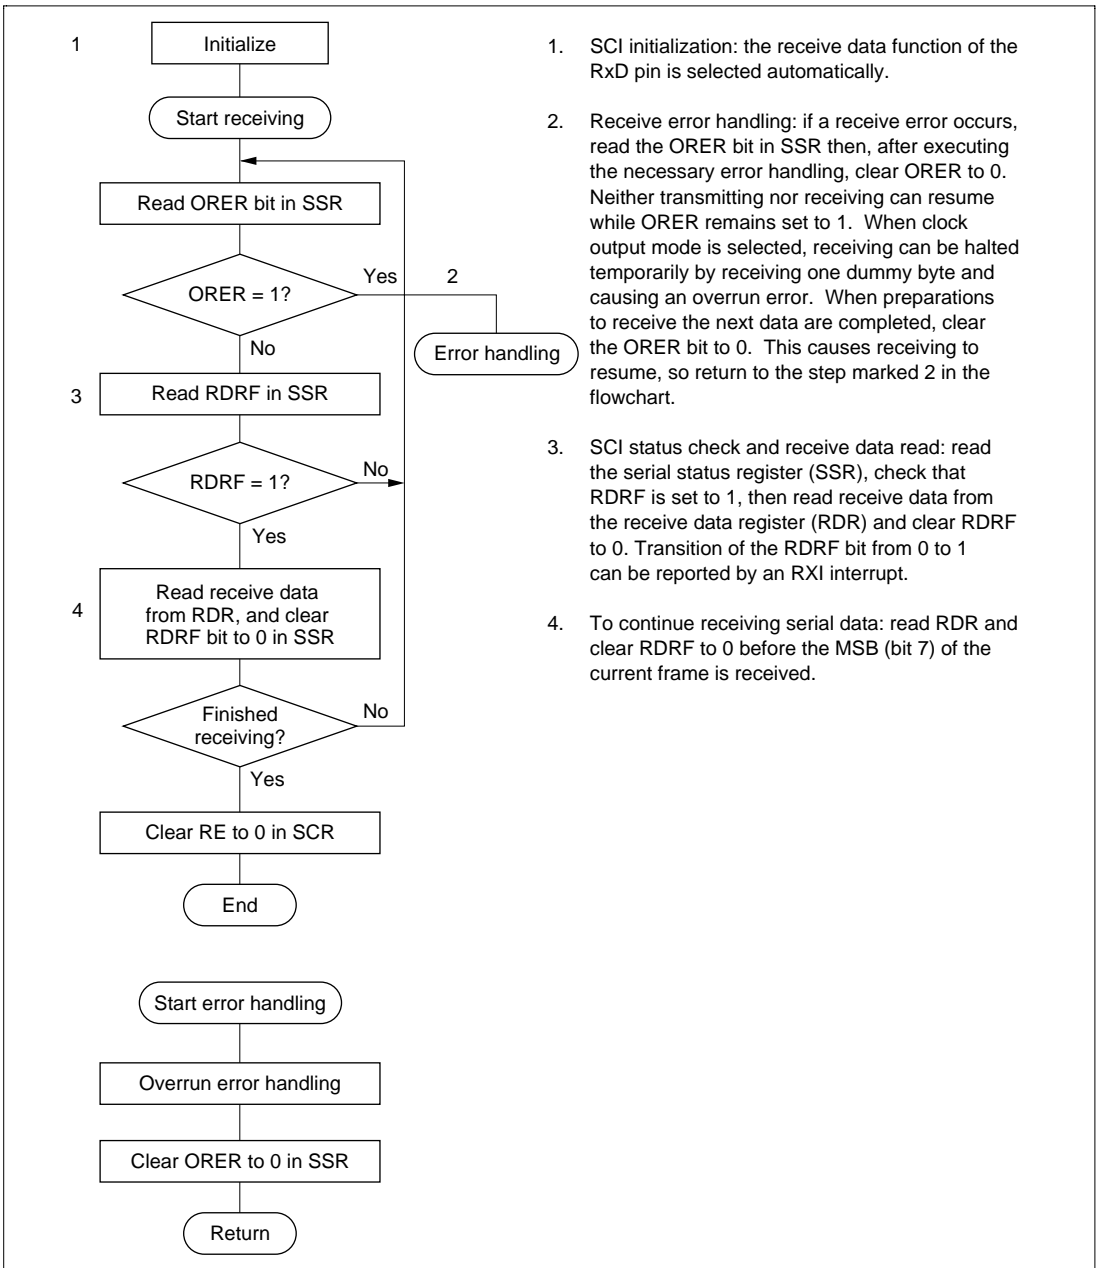 1
Initialize
Start receiving
Read ORER bit in SSR
ORER = 1?
Yes
2
Error handling
No
3
Read RDRF in SSR
RDRF = 1?
No
Yes
4
Read receive data
from RDR, and clear
RDRF bit to 0 in SSR
Finished
receiving?
No
Yes
Clear RE to 0 in SCR
End
Start error handling
Overrun error handling
Clear ORER to 0 in SSR
Return
1. SCI initialization: the receive data function of the
RxD pin is selected automatically.
2. Receive error handling: if a receive error occurs,
read the ORER bit in SSR then, after executing
the necessary error handling, clear ORER to 0.
Neither transmitting nor receiving can resume
while ORER remains set to 1. When clock
output mode is selected, receiving can be halted
temporarily by receiving one dummy byte and
causing an overrun error. When preparations
to receive the next data are completed, clear
the ORER bit to 0. This causes receiving to
resume, so return to the step marked 2 in the
flowchart.
3. SCI status check and receive data read: read
the serial status register (SSR), check that
RDRF is set to 1, then read receive data from
the receive data register (RDR) and clear RDRF
to 0. Transition of the RDRF bit from 0 to 1
can be reported by an RXI interrupt.
4. To continue receiving serial data: read RDR and
clear RDRF to 0 before the MSB (bit 7) of the
current frame is received.